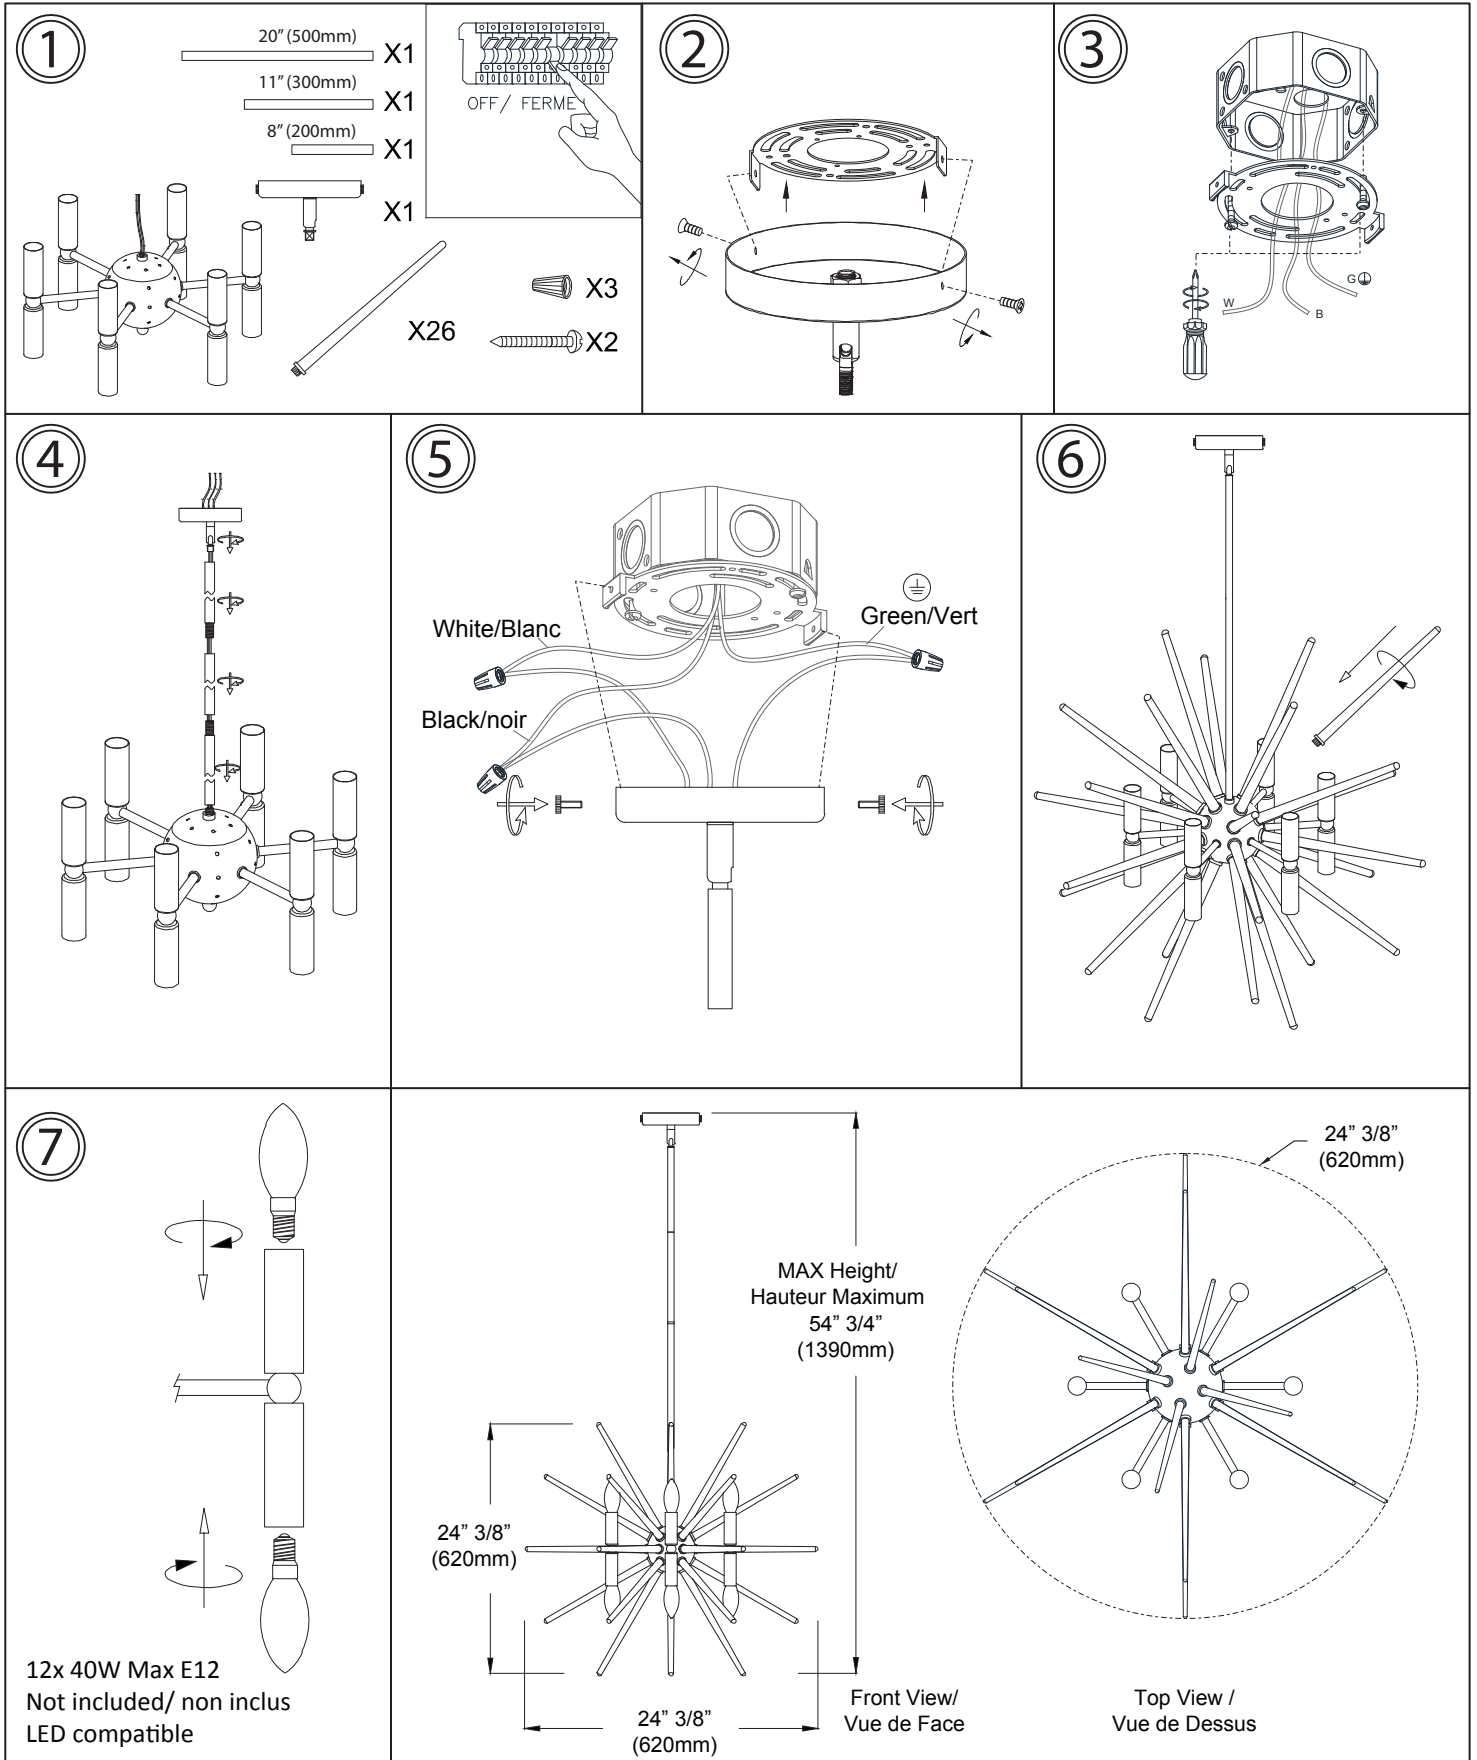 1
20” (500mm)
X1
11” (300mm)
X1
8” (200mm)
X1
X1
OFF/ FERME
X26
X3
X2
2
3
W
B
G
4
5
White/Blanc
Green/Vert
Black/noir
6
7
12x 40W Max E12
Not included/ non inclus
LED compatible
MAX Height/
Hauteur Maximum
54” 3/4”
(1390mm)
24” 3/8”
(620mm)
24” 3/8”
(620mm)
Front View/
Vue de Face
24” 3/8”
(620mm)
Top View /
Vue de Dessus